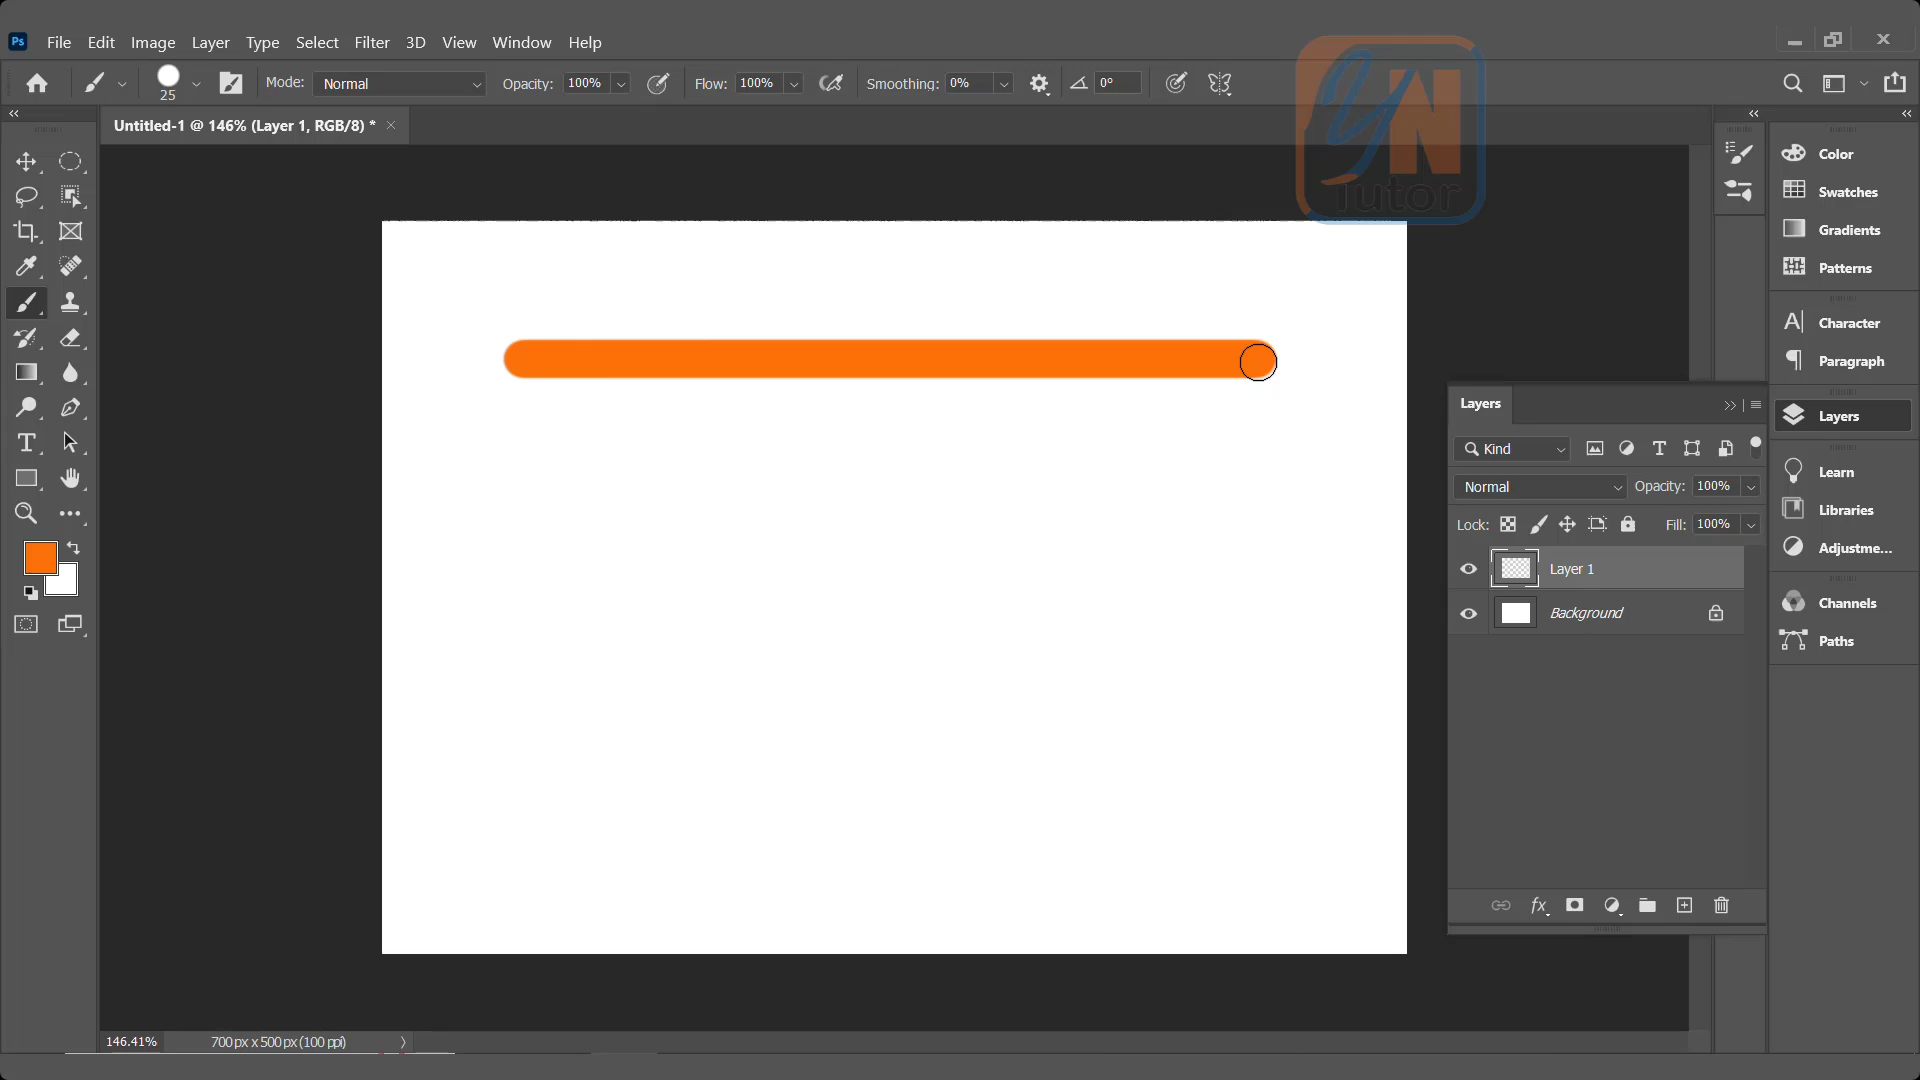 Ps File Edit Image Layer Type Select Filter 3D View Window Help
25 Mode: Normal Opacity: 100% Flow: 100% Smoothing: 0% 0°
YN
Tutor
Untitled-1 @ 146% (Layer 1, RGB/8) *
Color
Swatches
Gradients
Patterns
Character
Paragraph
Layers
Learn
Libraries
Adjustme...
Channels
Paths
Layers
Kind
Normal Opacity: 100%
Lock: Fill: 100%
Layer 1
Background
fx
146.41% 700 px x 500 px (100 ppi)